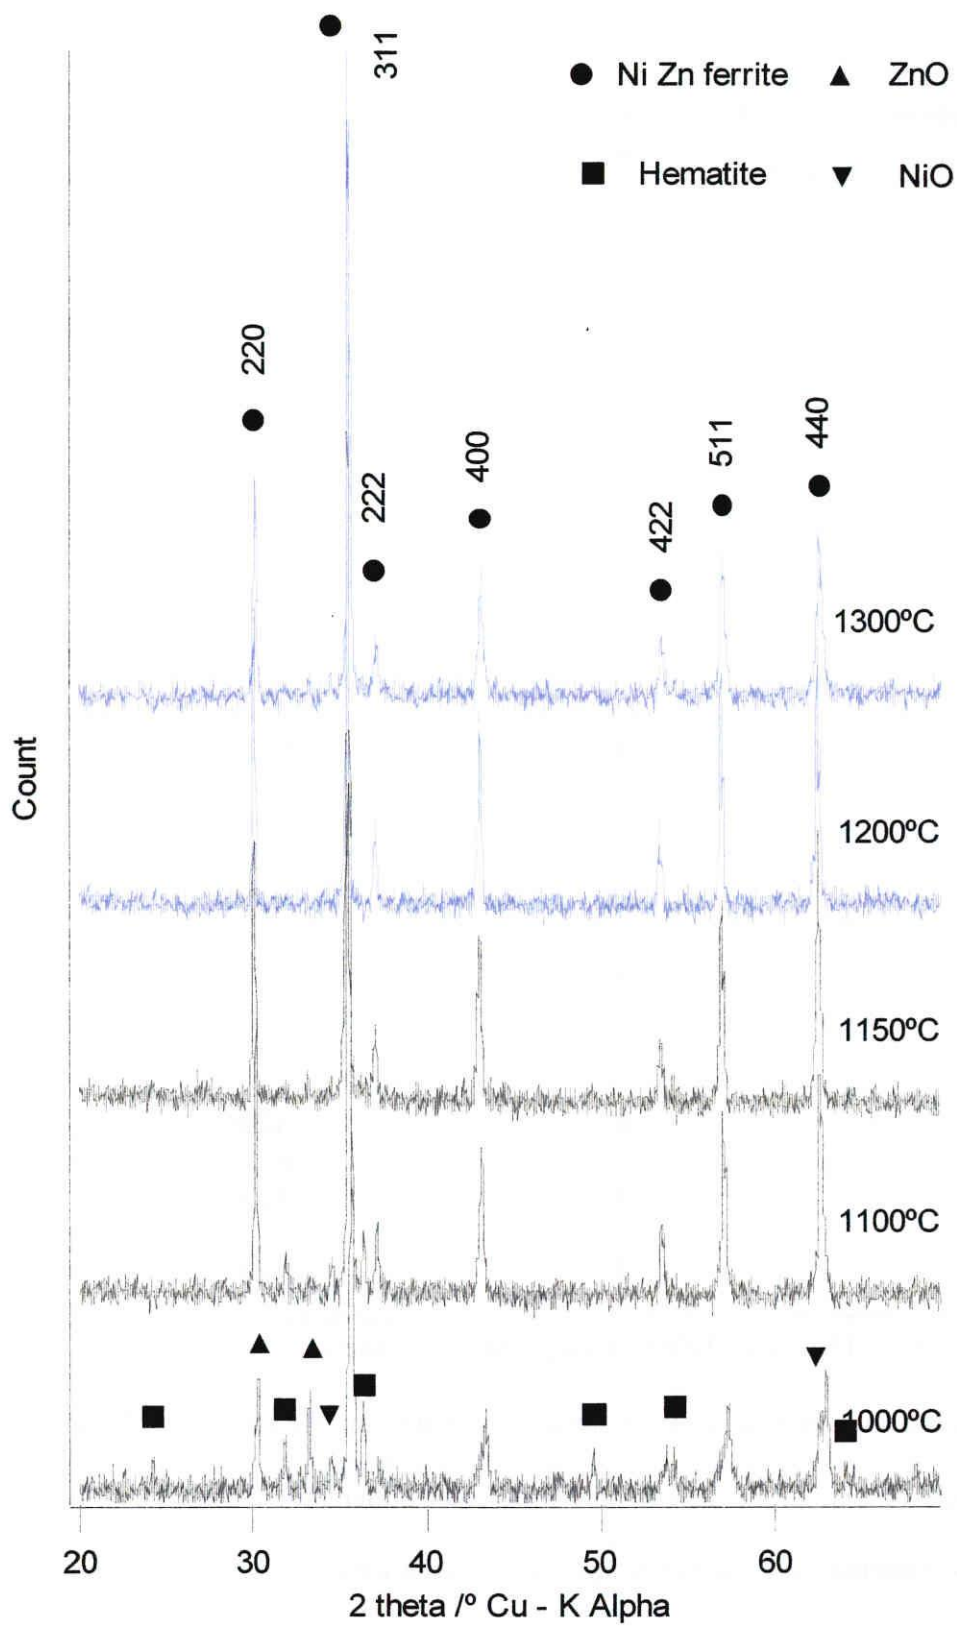 311
Ni Zn ferrite
ZnO
Hematite
NiO
220
222
400
422
511
440
1300ºC
1200ºC
1150ºC
1100ºC
1000ºC
Count
20 30 40 50 60
2 theta /º Cu - K Alpha